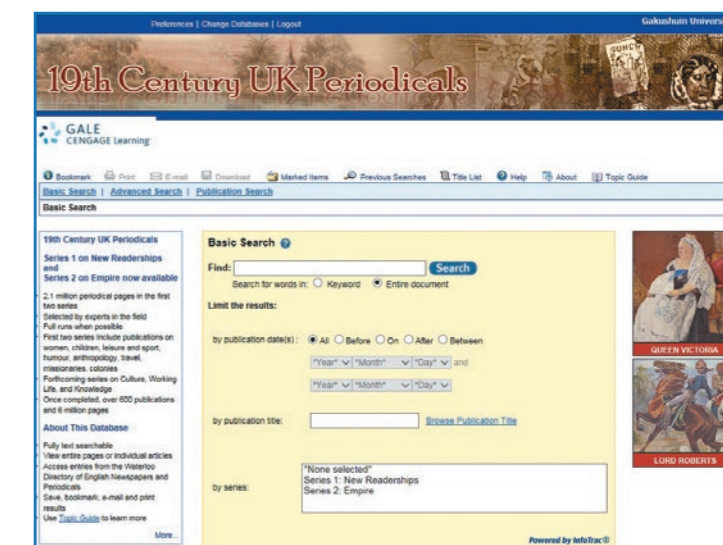 Preferences | Change Databases | Logout
Gakushuin Universi
19th Century UK Periodicals
PUNCH
GALE
CENGAGE Learning
Bookmark Print E-mail Download Marked Items Previous Searches Title List Help About Topic Guide
Basic Search | Advanced Search | Publication Search
Basic Search
19th Century UK Periodicals
Series 1 on New Readerships
and
Series 2 on Empire now available
2.1 million periodical pages in the first
two series
Selected by experts in the field
Full runs when possible
First two series include publications on
women, children, leisure and sport,
humour, anthropology, travel,
missionaries, colonies
Forthcoming series on Culture, Working
Life, and Knowledge
Once completed, over 600 publications
and 6 million pages
About This Database
Fully text searchable
View entire pages or individual articles
Access entries from the Waterloo
Directory of English Newspapers and
Periodicals
Save, bookmark, e-mail and print
results
Use Topic Guide to learn more
More...
Basic Search
Find: Search
Search for words in: Keyword Entire document
Limit the results:
by publication date(s): All Before On After Between
*Year* *Month* *Day* and
*Year* *Month* *Day*
by publication title: Browse Publication Title
by series:
*None selected*
Series 1: New Readerships
Series 2: Empire
Powered by InfoTrac®
QUEEN VICTORIA
LORD ROBERTS